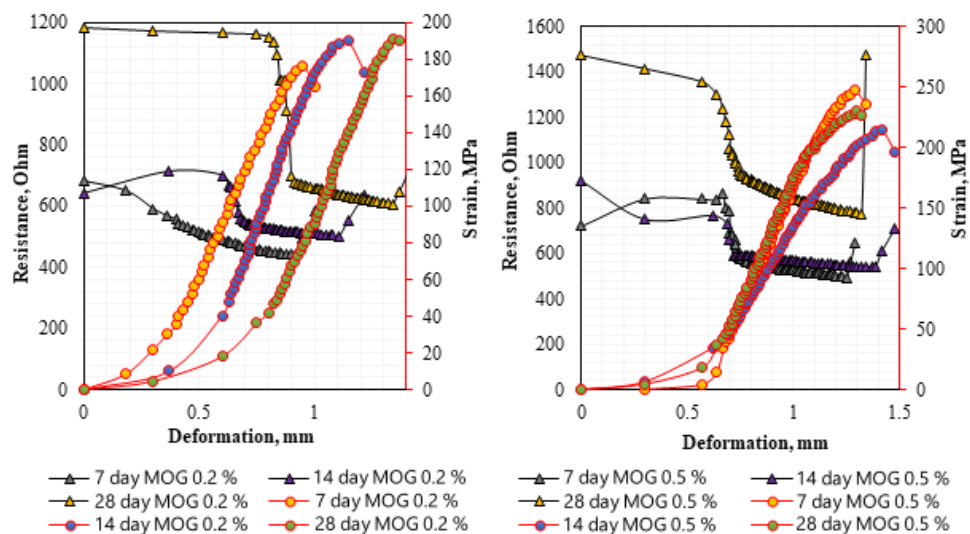 1200
1000
800
600
400
200
0
Resistance, Ohm
200
180
160
140
120
100
80
60
40
20
0
S train, MPa
0
0.5
1
Deformation, mm
7 day MOG 0.2 %
14 day MOG 0.2 %
28 day MOG 0.2 %
7 day MOG 0.2 %
14 day MOG 0.2 %
28 day MOG 0.2 %
1600
1400
1200
1000
800
600
400
200
0
Resistance, Ohm
300
250
200
150
100
50
0
S train, MPa
0
0.5
1
1.5
Deformation, mm
7 day MOG 0.5 %
14 day MOG 0.5 %
28 day MOG 0.5 %
7 day MOG 0.5 %
14 day MOG 0.5 %
28 day MOG 0.5 %